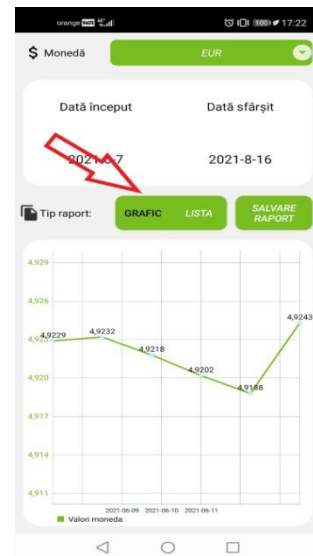 orange 17:22
$ Monedă EUR
Dată început Dată sfârșit
2021-8-16
Tip raport: GRAFIC LISTA SALVARE RAPORT
4,929
4,926
4,923
4,920
4,917
4,914
4,911
4,9229
4,9232
4,9218
4,9202
4,9188
4,9243
2021-06-09 2021-06-10 2021-06-11
Valori moneda